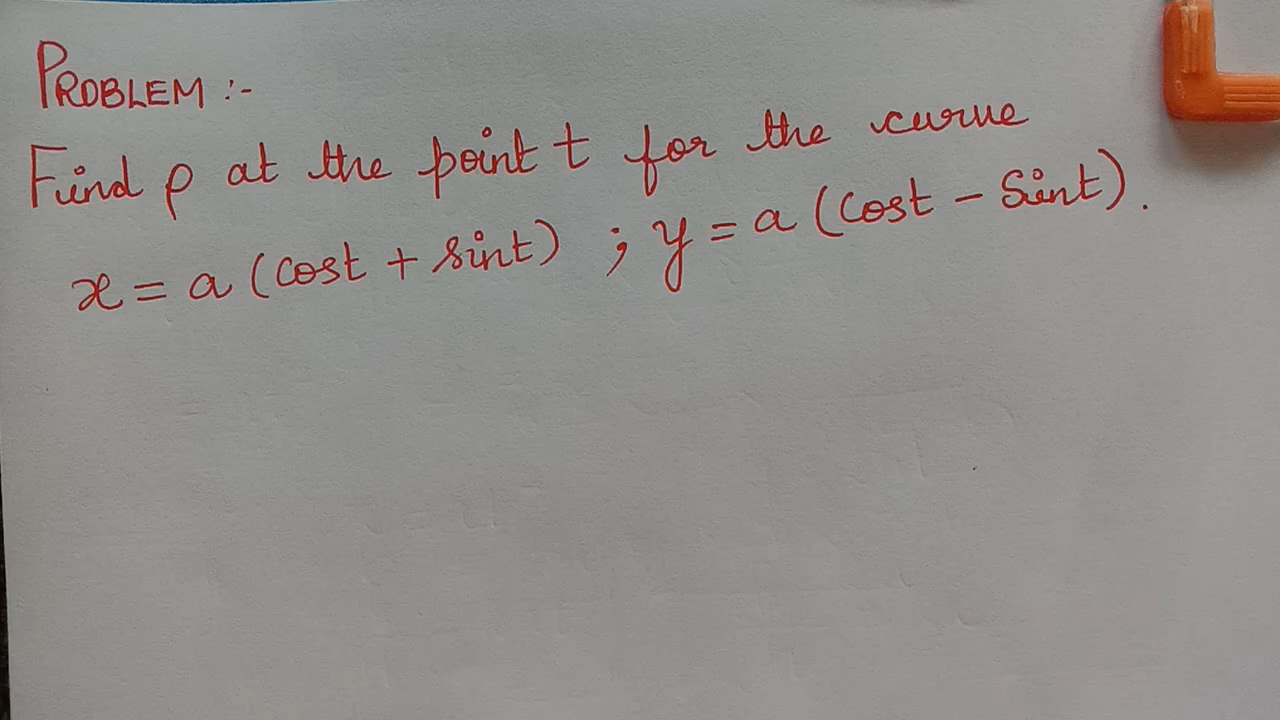 PROBLEM :-
Find ρ at the point t for the curve
x = a (cost + sint) ; y = a (cost - Sint).